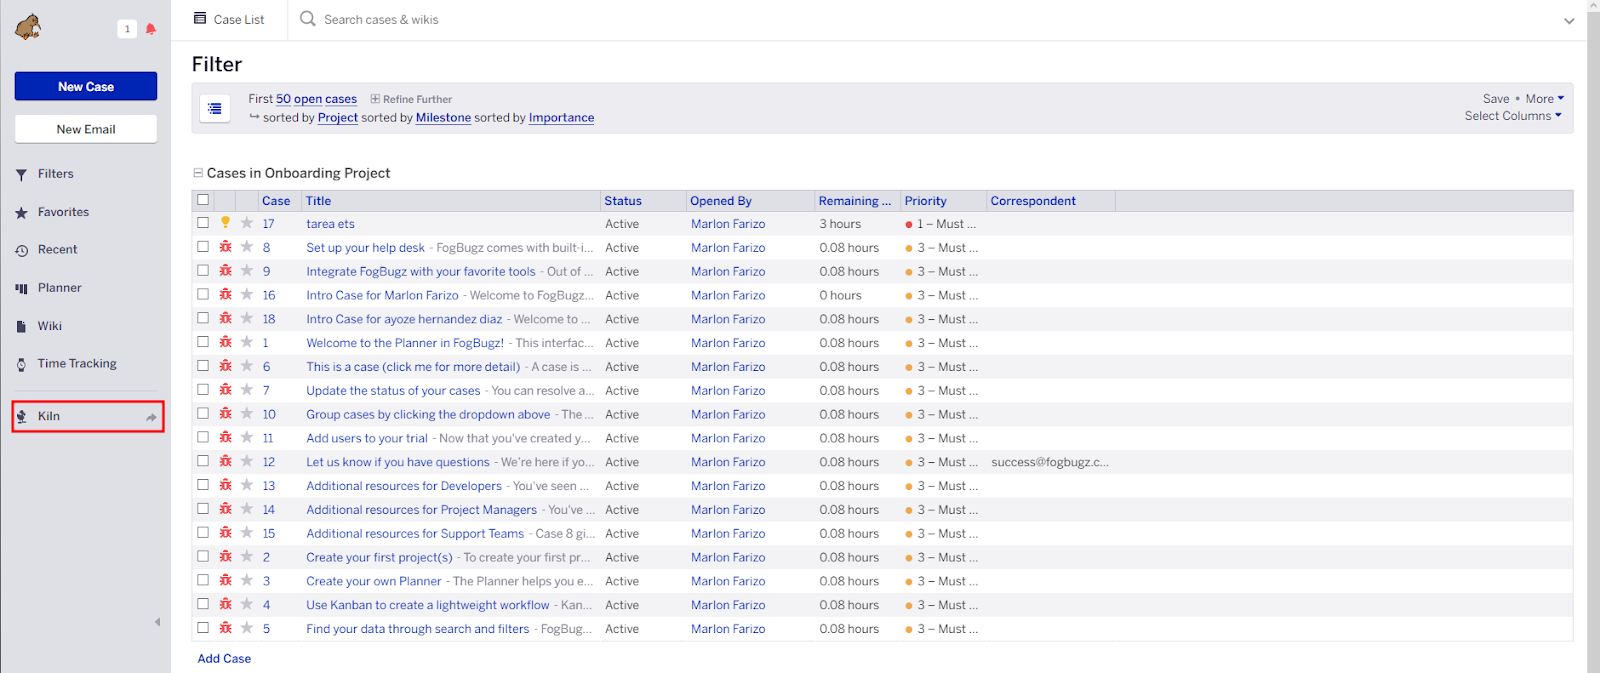 1
New Case
New Email
Filters
Favorites
Recent
Planner
Wiki
Time Tracking
Kiln
Case List
Search cases & wikis
Filter
First 50 open cases Refine Further
sorted by Project sorted by Milestone sorted by Importance
Save • More
Select Columns
Cases in Onboarding Project
Case Title Status Opened By Remaining ... Priority Correspondent
17 tarea ets Active Marlon Farizo 3 hours 1 – Must ...
8 Set up your help desk - FogBugz comes with built-i... Active Marlon Farizo 0.08 hours 3 – Must ...
9 Integrate FogBugz with your favorite tools - Out of ... Active Marlon Farizo 0.08 hours 3 – Must ...
16 Intro Case for Marlon Farizo - Welcome to FogBugz... Active Marlon Farizo 0 hours 3 – Must ...
18 Intro Case for ayoze hernandez diaz - Welcome to ... Active Marlon Farizo 0.08 hours 3 – Must ...
1 Welcome to the Planner in FogBugz! - This interfac... Active Marlon Farizo 0.08 hours 3 – Must ...
6 This is a case (click me for more detail) - A case is ... Active Marlon Farizo 0.08 hours 3 – Must ...
7 Update the status of your cases - You can resolve a... Active Marlon Farizo 0.08 hours 3 – Must ...
10 Group cases by clicking the dropdown above - The ... Active Marlon Farizo 0.08 hours 3 – Must ...
11 Add users to your trial - Now that you've created y... Active Marlon Farizo 0.08 hours 3 – Must ...
12 Let us know if you have questions - We're here if yo... Active Marlon Farizo 0.08 hours 3 – Must ... success@fogbugz.c...
13 Additional resources for Developers - You've seen ... Active Marlon Farizo 0.08 hours 3 – Must ...
14 Additional resources for Project Managers - You've ... Active Marlon Farizo 0.08 hours 3 – Must ...
15 Additional resources for Support Teams - Case 8 gi... Active Marlon Farizo 0.08 hours 3 – Must ...
2 Create your first project(s) - To create your first pr... Active Marlon Farizo 0.08 hours 3 – Must ...
3 Create your own Planner - The Planner helps you e... Active Marlon Farizo 0.08 hours 3 – Must ...
4 Use Kanban to create a lightweight workflow - Kan... Active Marlon Farizo 0.08 hours 3 – Must ...
5 Find your data through search and filters - FogBug... Active Marlon Farizo 0.08 hours 3 – Must ...
Add Case